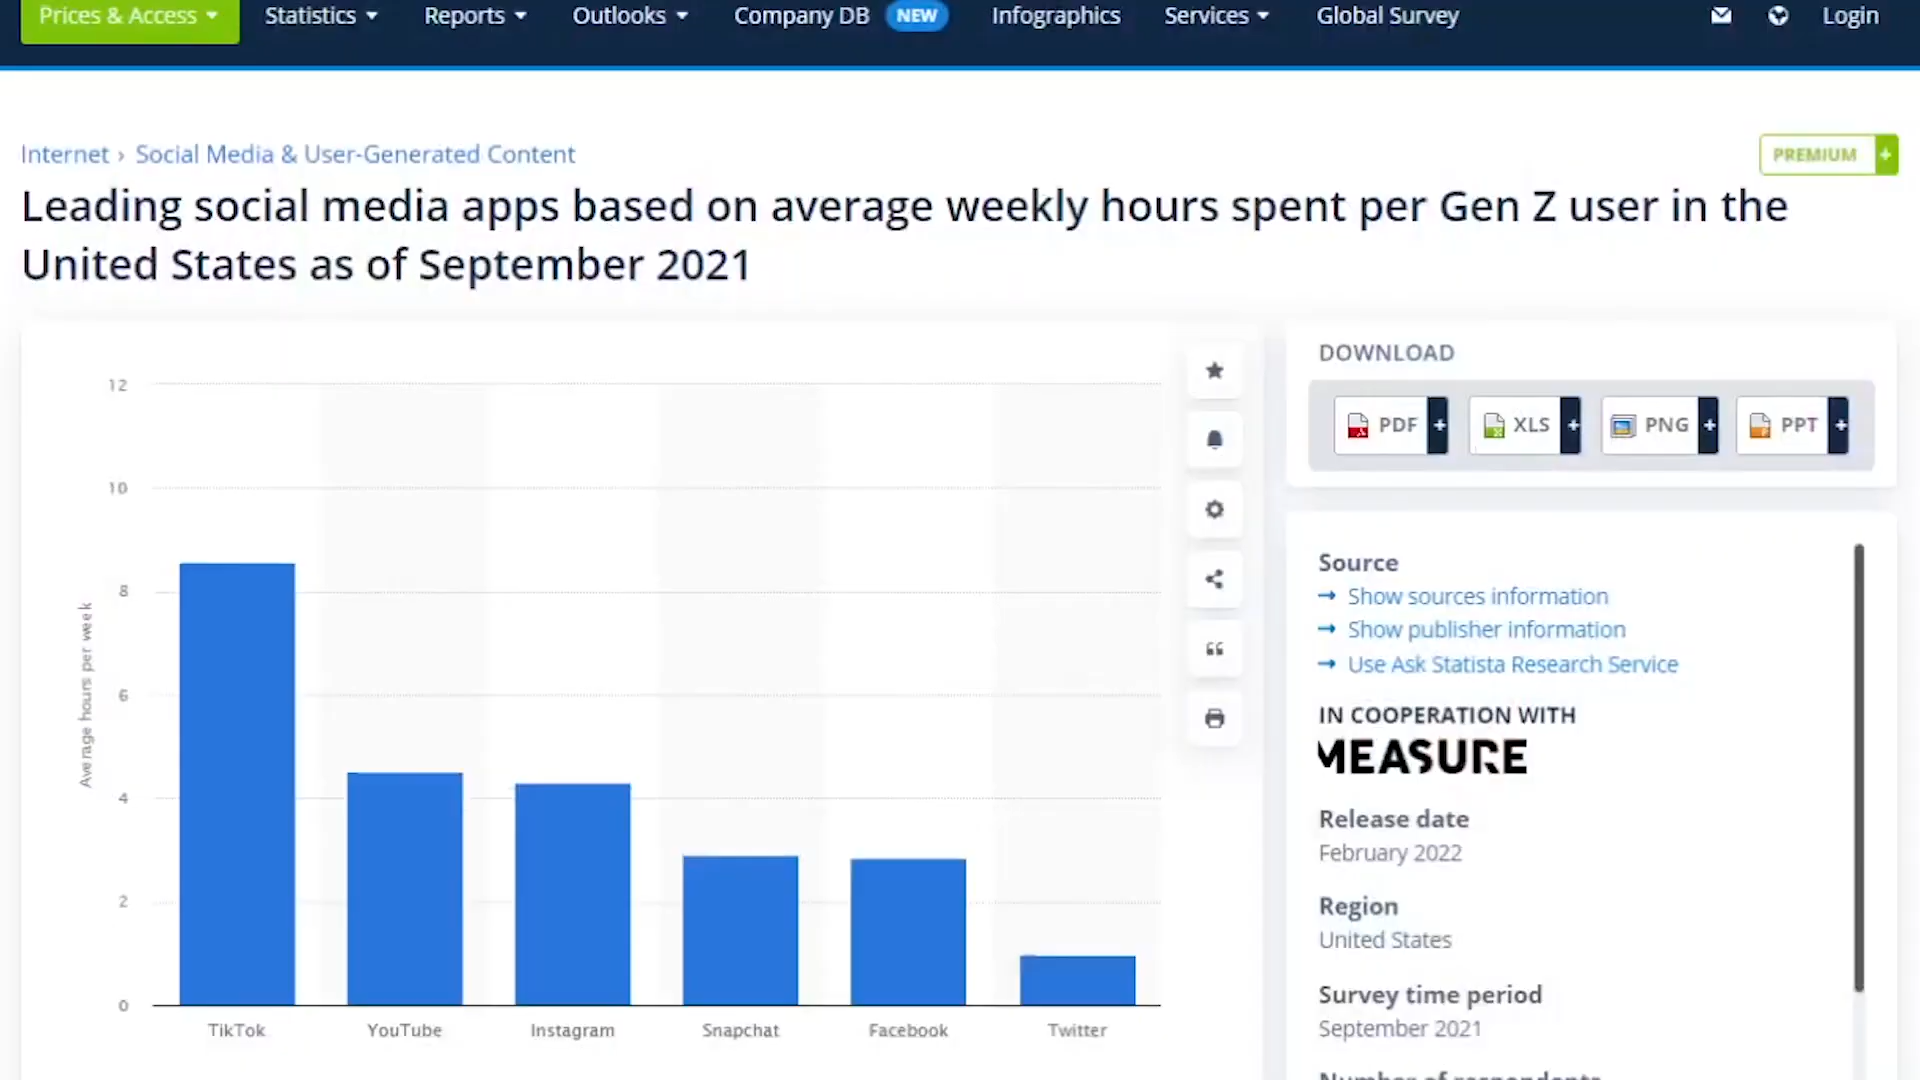 Prices & Access
Statistics
Reports
Outlooks
Company DB NEW
Infographics
Services
Global Survey
Login
Internet › Social Media & User-Generated Content
PREMIUM +
Leading social media apps based on average weekly hours spent per Gen Z user in the
United States as of September 2021
12
10
8
6
4
2
0
Average hours per week
TikTok
YouTube
Instagram
Snapchat
Facebook
Twitter
DOWNLOAD
PDF +
XLS +
PNG +
PPT +
Source
→ Show sources information
→ Show publisher information
→ Use Ask Statista Research Service
IN COOPERATION WITH
MEASURE
Release date
February 2022
Region
United States
Survey time period
September 2021
Number of respondents